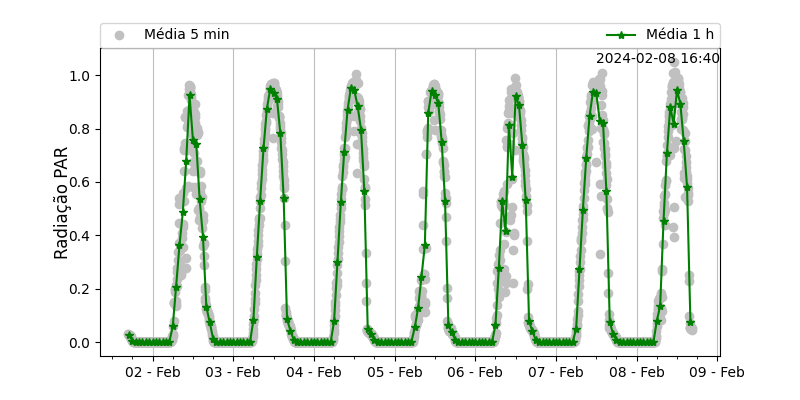 Média 5 min
Média 1 h
2024-02-08 16:40
Radiação PAR
1.0
0.8
0.6
0.4
0.2
0.0
02 - Feb
03 - Feb
04 - Feb
05 - Feb
06 - Feb
07 - Feb
08 - Feb
09 - Feb